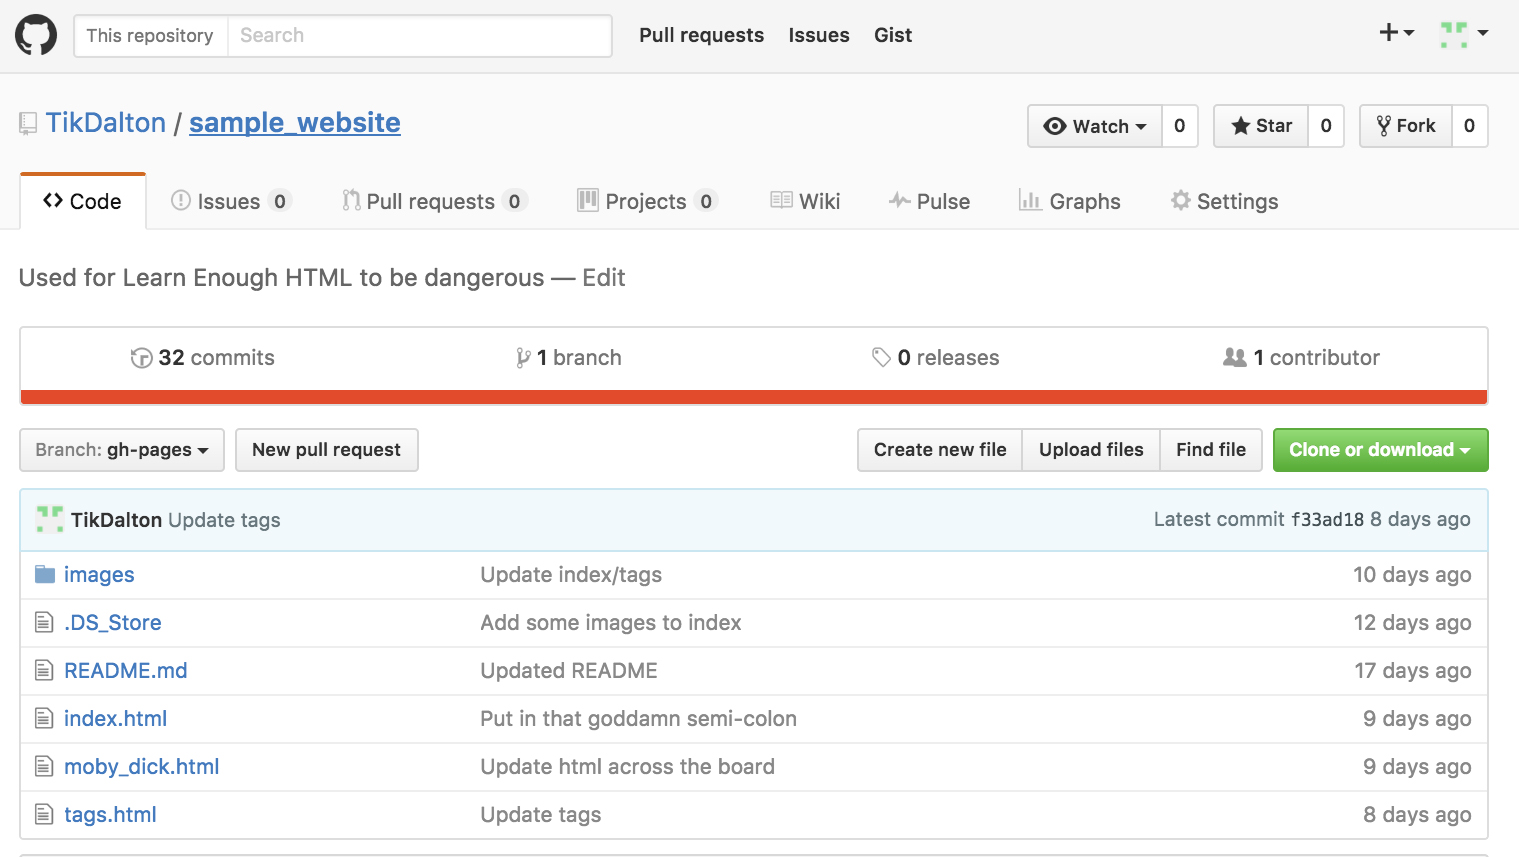 This repository Search Pull requests Issues Gist
TikDalton / sample_website Watch 0 Star 0 Fork 0
Code Issues 0 Pull requests 0 Projects 0 Wiki Pulse Graphs Settings
Used for Learn Enough HTML to be dangerous — Edit
32 commits 1 branch 0 releases 1 contributor
Branch: gh-pages New pull request Create new file Upload files Find file Clone or download
TikDalton Update tags Latest commit f33ad18 8 days ago
images Update index/tags 10 days ago
.DS_Store Add some images to index 12 days ago
README.md Updated README 17 days ago
index.html Put in that goddamn semi-colon 9 days ago
moby_dick.html Update html across the board 9 days ago
tags.html Update tags 8 days ago